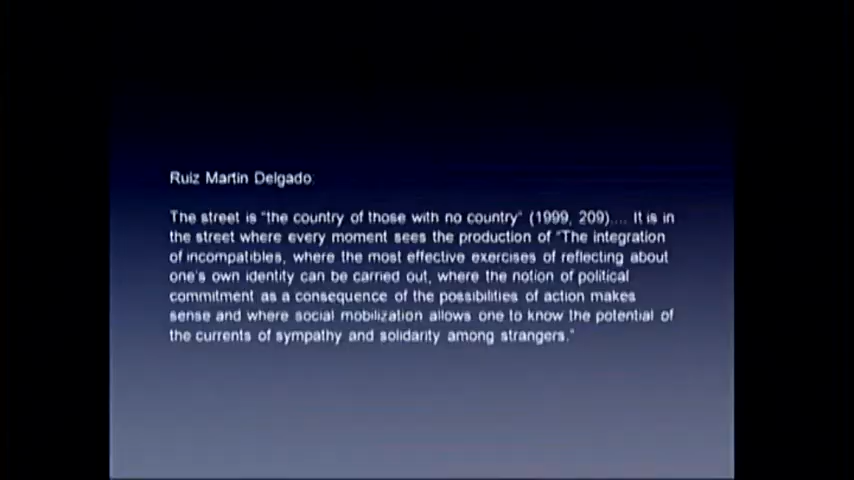 Ruiz Martin Delgado:
The street is "the country of those with no country" (1999, 209).... It is in
the street where every moment sees the production of "The integration
of incompatibles, where the most effective exercises of reflecting about
one's own identity can be carried out, where the notion of political
commitment as a consequence of the possibilities of action makes
sense and where social mobilization allows one to know the potential of
the currents of sympathy and solidarity among strangers."